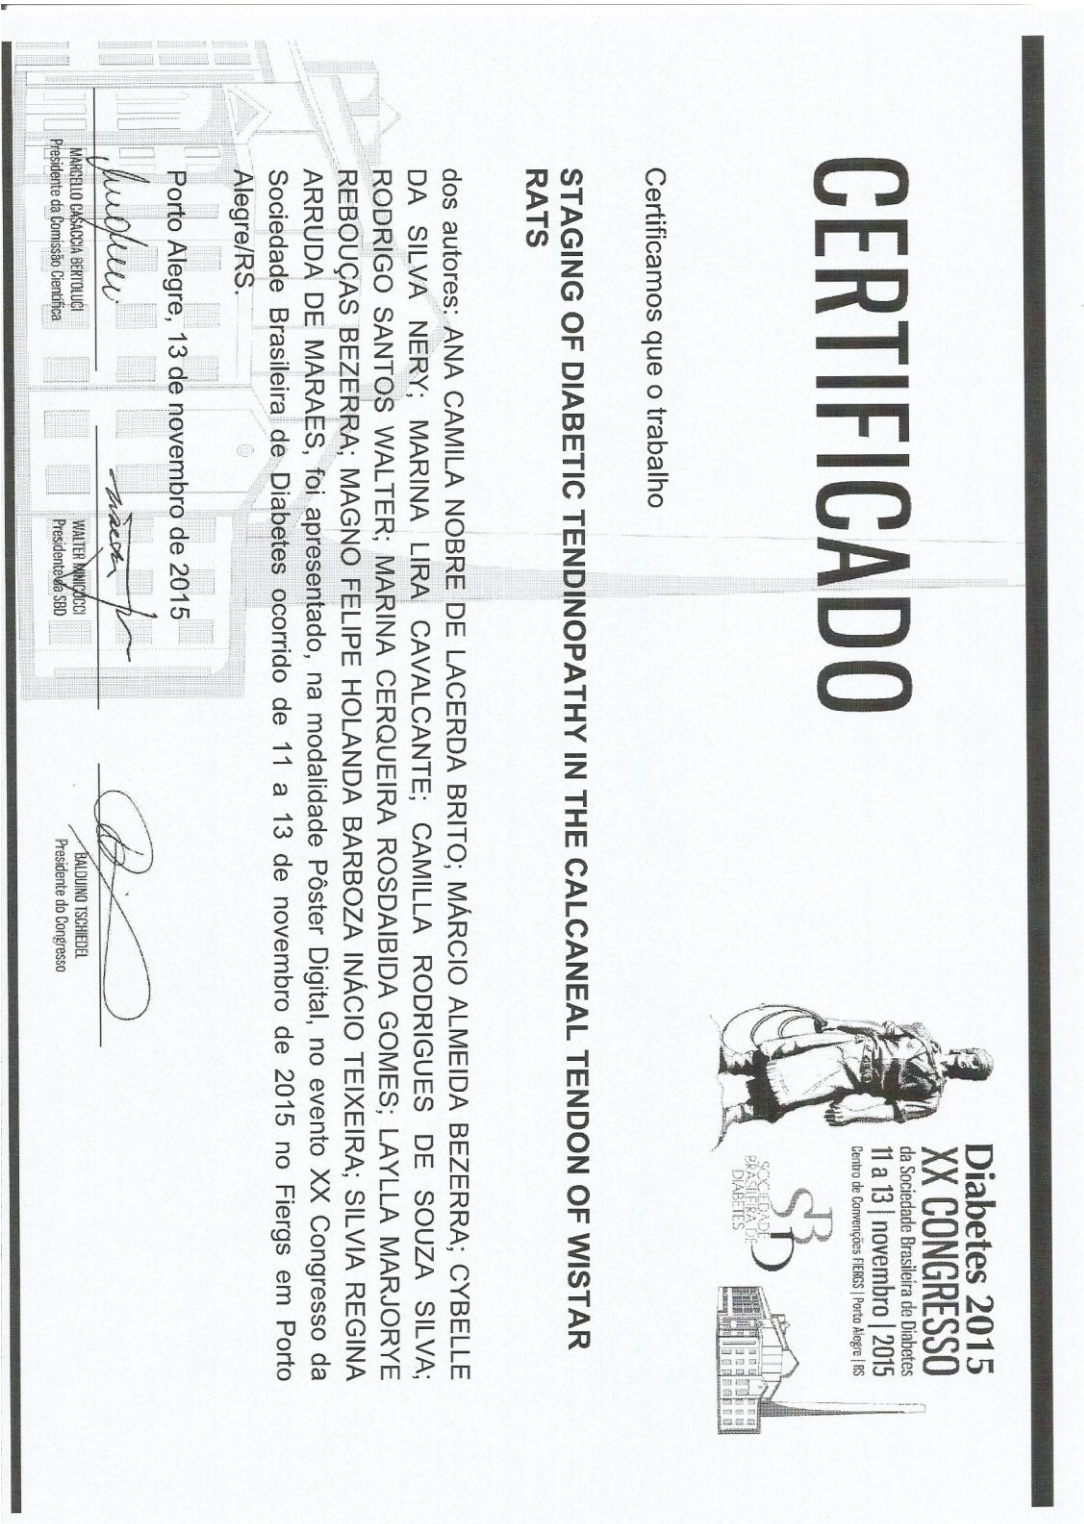 CERTIFICADO
Diabetes 2015
XX CONGRESSO
da Sociedade Brasileira de Diabetes
11 a 13 | novembro | 2015
Centro de Convenções FIERGS | Porto Alegre | RS
SBD
SOCIEDADE
BRASILEIRA DE
DIABETES
Certificamos que o trabalho
STAGING OF DIABETIC TENDINOPATHY IN THE CALCANEAL TENDON OF WISTAR
RATS
dos autores: ANA CAMILA NOBRE DE LACERDA BRITO; MÁRCIO ALMEIDA BEZERRA; CYBELLE
DA SILVA NERY; MARINA LIRA CAVALCANTE; CAMILLA RODRIGUES DE SOUZA SILVA;
RODRIGO SANTOS WALTER; MARINA CERQUEIRA ROSDAIBIDA GOMES; LAYLLA MARJORYE
REBOUÇAS BEZERRA; MAGNO FELIPE HOLANDA BARBOZA INÁCIO TEIXEIRA; SILVIA REGINA
ARRUDA DE MARAES, foi apresentado, na modalidade Pôster Digital, no evento XX Congresso da
Sociedade Brasileira de Diabetes ocorrido de 11 a 13 de novembro de 2015 no Fiergs em Porto
Alegre/RS.
Porto Alegre, 13 de novembro de 2015
MARCELLO CASACCIA BERTOLUCI
Presidente da Comissão Científica
WALTER MINICUCCI
Presidente da SBD
BALDUINO TSCHIEDEL
Presidente do Congresso